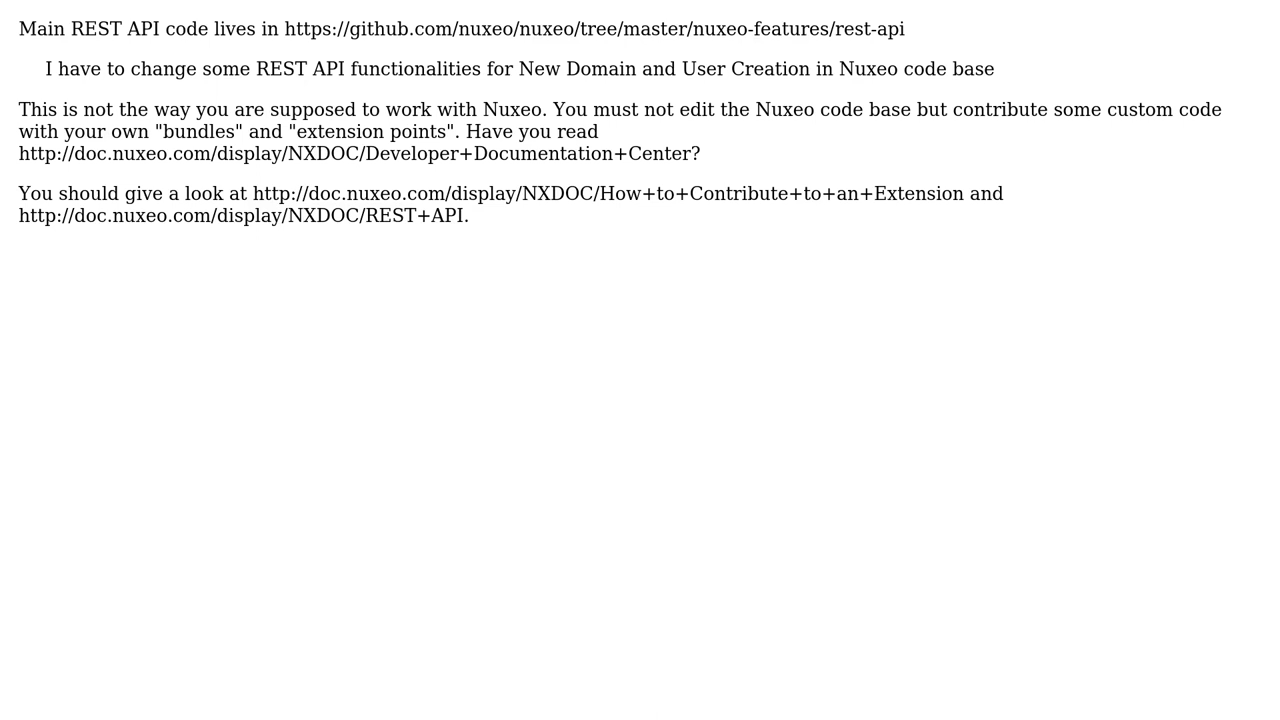 Main REST API code lives in https://github.com/nuxeo/nuxeo/tree/master/nuxeo-features/rest-api
I have to change some REST API functionalities for New Domain and User Creation in Nuxeo code base
This is not the way you are supposed to work with Nuxeo. You must not edit the Nuxeo code base but contribute some custom code
with your own "bundles" and "extension points". Have you read
http://doc.nuxeo.com/display/NXDOC/Developer+Documentation+Center?
You should give a look at http://doc.nuxeo.com/display/NXDOC/How+to+Contribute+to+an+Extension and
http://doc.nuxeo.com/display/NXDOC/REST+API.